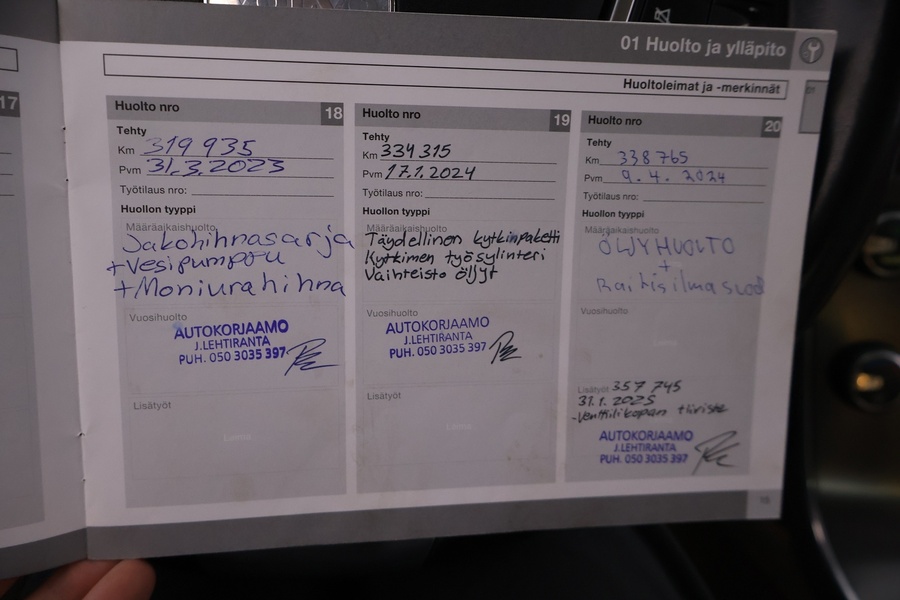 01 Huolto ja ylläpito
Huoltoleimat ja -merkinnät
01
17
Huolto nro 18
Tehty
Km 319 935
Pvm 31.3.2023
Työtilaus nro:
Huollon tyyppi
Määräaikaishuolto
Jakohihnasarja
+Vesipumppu
+Moniurahihna
Vuosihuolto
AUTOKORJAAMO
J.LEHTIRANTA
PUH. 050 3035 397
Lisätyöt
Leima
Huolto nro 19
Tehty
Km 334 315
Pvm 17.1.2024
Työtilaus nro:
Huollon tyyppi
Määräaikaishuolto
Täydellinen kytkinpaketti
Kytkimen työsylinteri
Vaihteisto öljyt
Vuosihuolto
AUTOKORJAAMO
J.LEHTIRANTA
PUH. 050 3035 397
Lisätyöt
Leima
Huolto nro 20
Tehty
Km 338 765
Pvm 9.4.2024
Työtilaus nro:
Huollon tyyppi
Määräaikaishuolto
ÖLJYHUOLTO
+
Raitisilmasuod
Vuosihuolto
Leima
Lisätyöt 357 745
31.1.2025
-Venttiilikopan tiiviste
AUTOKORJAAMO
J.LEHTIRANTA
PUH. 050 3035 397